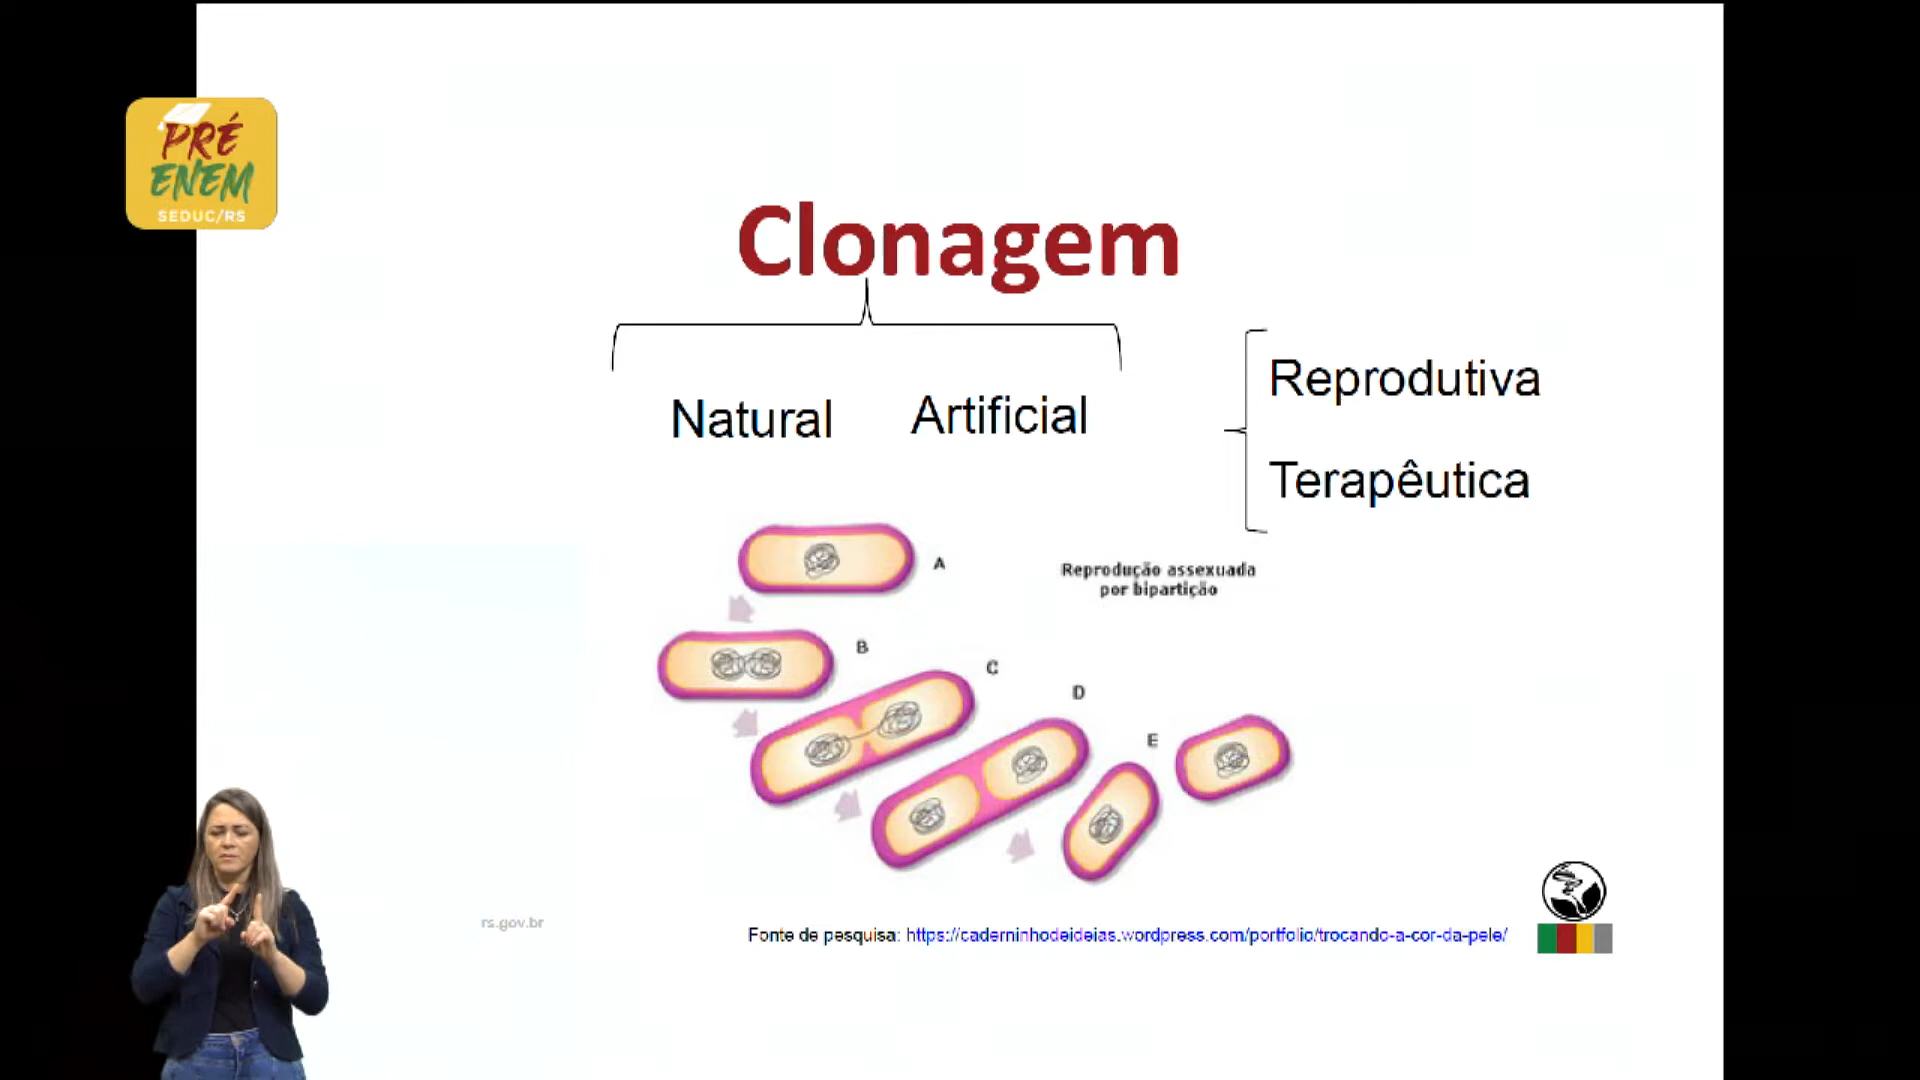 PRÉ
ENEM
SEDUC/RS
Clonagem
Natural
Artificial
Reprodutiva
Terapêutica
A
Reprodução assexuada
por bipartição
B
C
D
E
rs.gov.br
Fonte de pesquisa: https://caderninhodeideias.wordpress.com/portfolio/trocando-a-cor-da-pele/